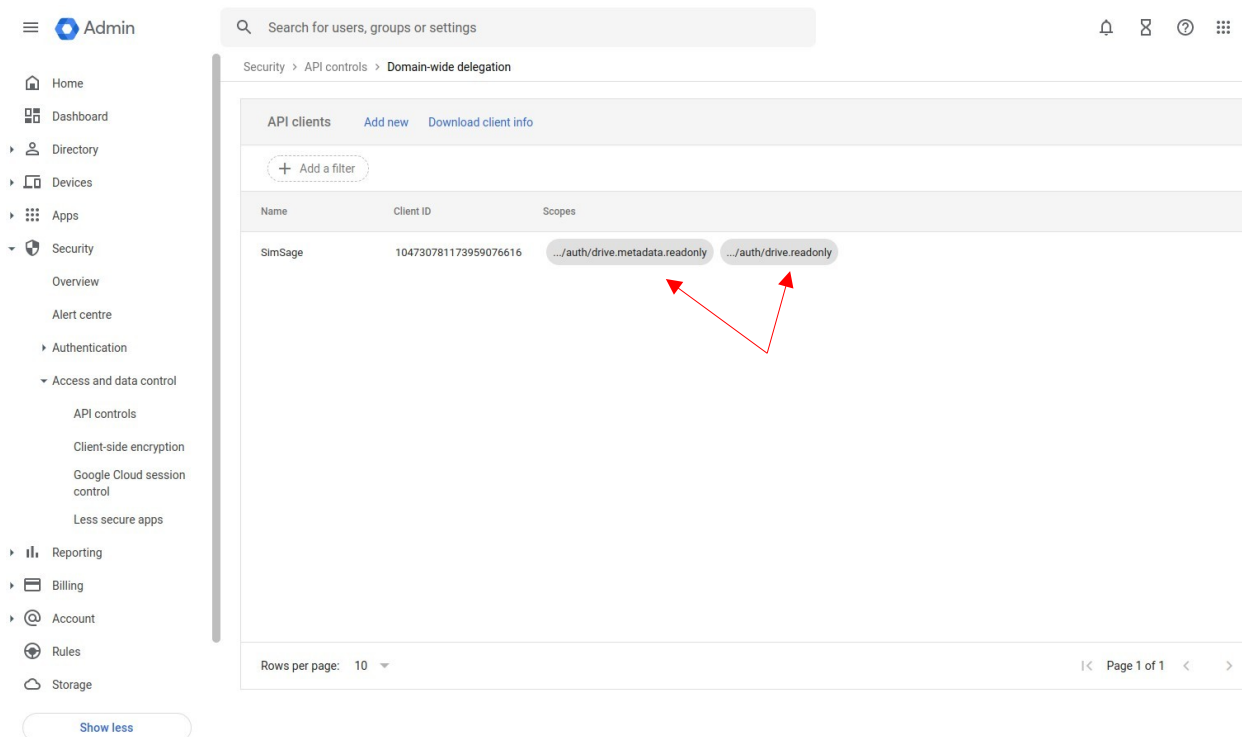 Admin
Search for users, groups or settings
Security > API controls > Domain-wide delegation
Home
Dashboard
Directory
Devices
Apps
Security
Overview
Alert centre
Authentication
Access and data control
API controls
Client-side encryption
Google Cloud session
control
Less secure apps
Reporting
Billing
Account
Rules
Storage
Show less
API clients Add new Download client info
+ Add a filter
Name Client ID Scopes
SimSage 104730781173959076616 .../auth/drive.metadata.readonly .../auth/drive.readonly
Rows per page: 10 Page 1 of 1